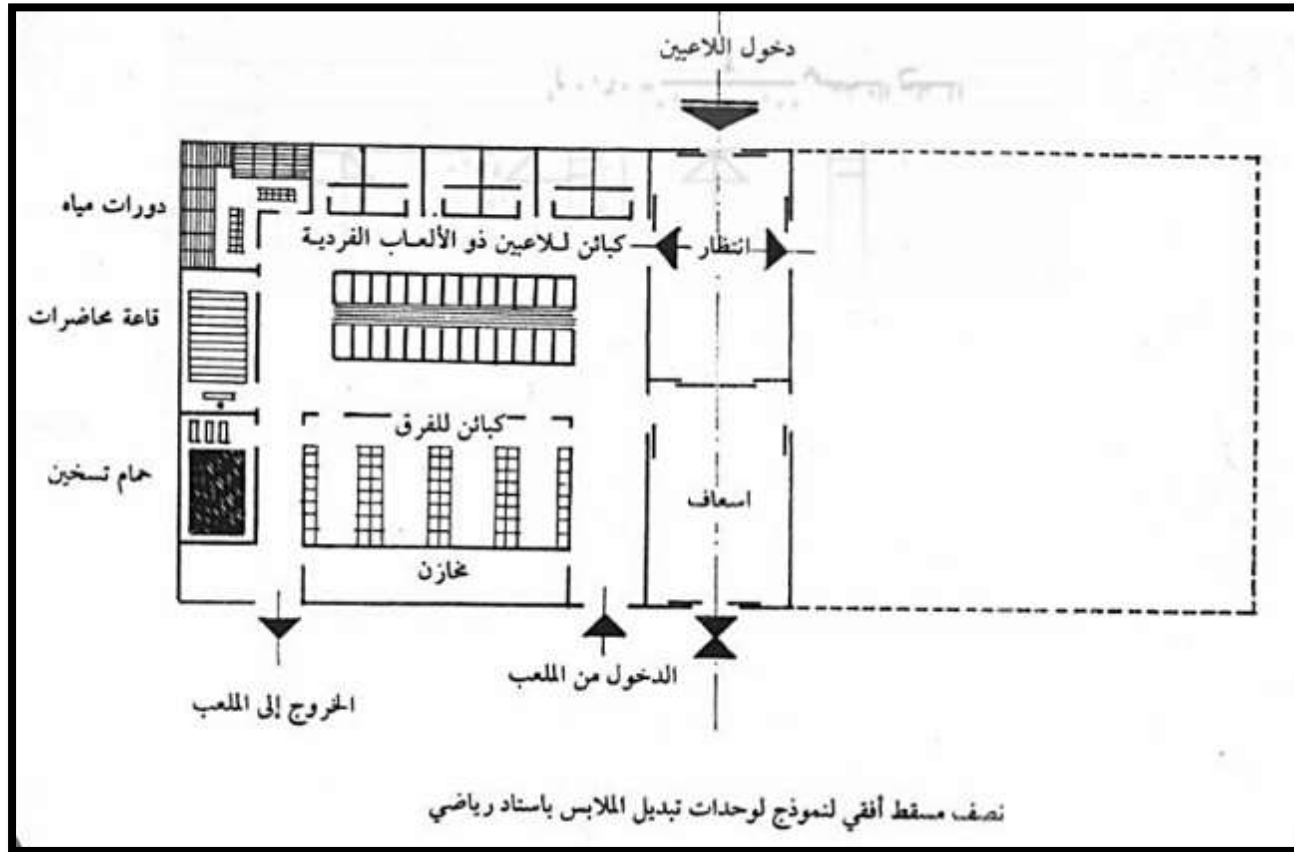 دخول اللاعبين
دورات مياه
كبائن للاعبين ذو الألعاب الفردية
انتظار
قاعة محاضرات
كبائن للفرق
حمام تسخين
اسعاف
مخازن
الدخول من الملعب
الخروج إلى الملعب
نصف مسقط أفقي لنموذج لوحدات تبديل الملابس باستاد رياضي